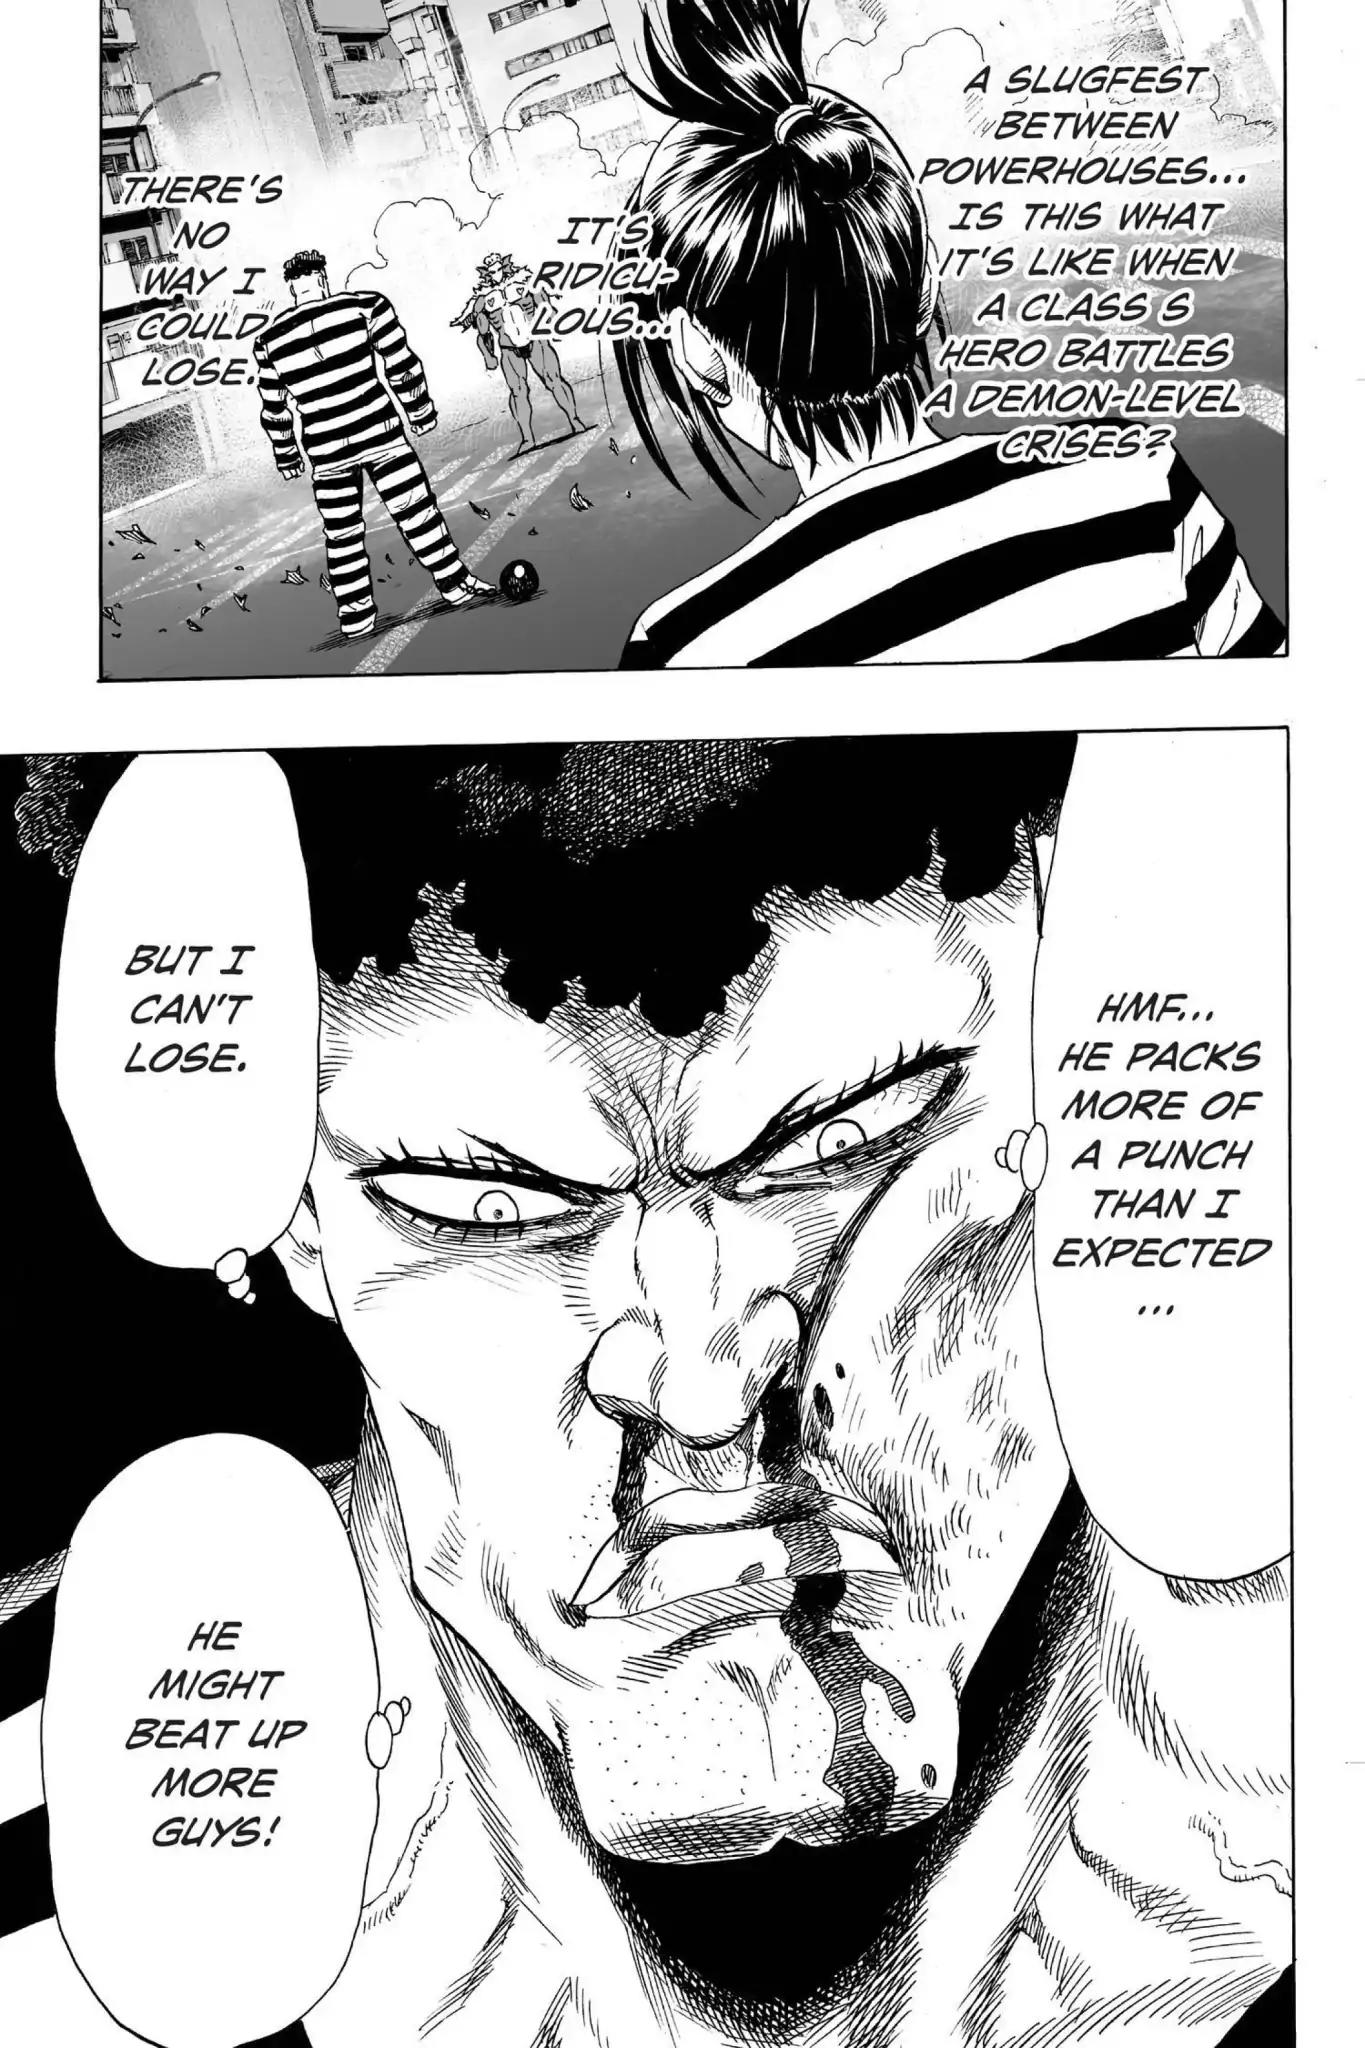 A SLUGFEST
BETWEEN
POWERHOUSES...
IS THIS WHAT
IT'S LIKE WHEN
A CLASS S
HERO BATTLES
A DEMON-LEVEL
CRISES?
IT'S
RIDICU-
LOUS...
THERE'S
NO
WAY I
COULD
LOSE.
HMF...
HE PACKS
MORE OF
A PUNCH
THAN I
EXPECTED
...
BUT I
CAN'T
LOSE.
HE
MIGHT
BEAT UP
MORE
GUYS!